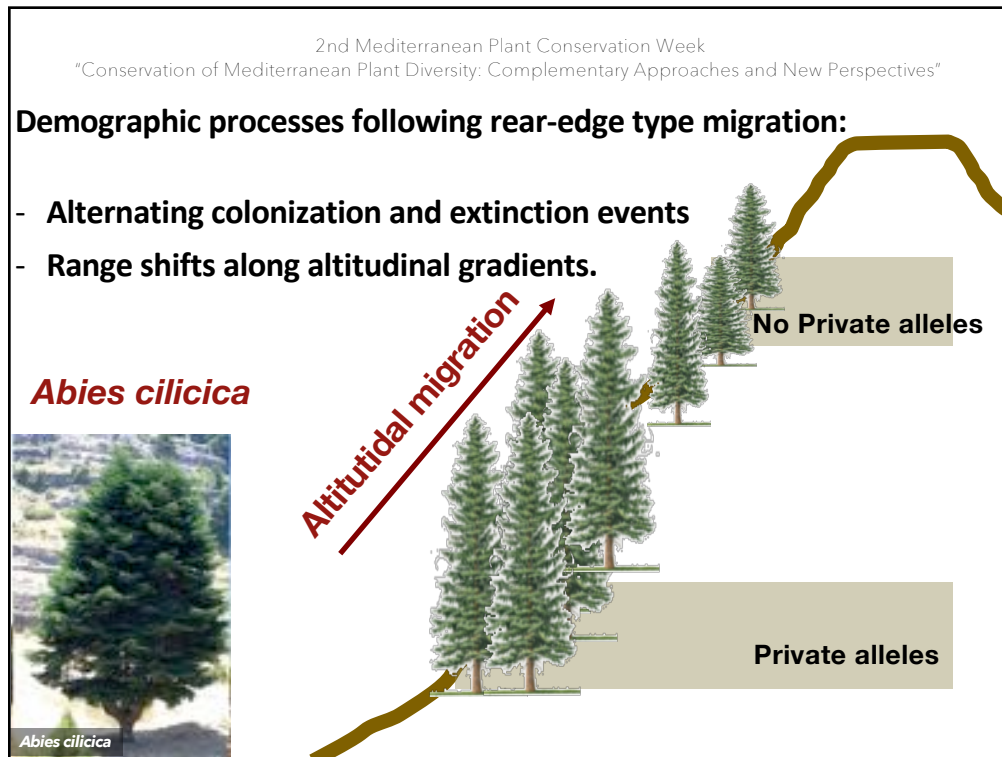 2nd Mediterranean Plant Conservation Week
"Conservation of Mediterranean Plant Diversity: Complementary Approaches and New Perspectives"
Demographic processes following rear-edge type migration:
- Alternating colonization and extinction events
- Range shifts along altitudinal gradients.
No Private alleles
Altitutidal migration
Abies cilicica
Private alleles
Abies cilicica